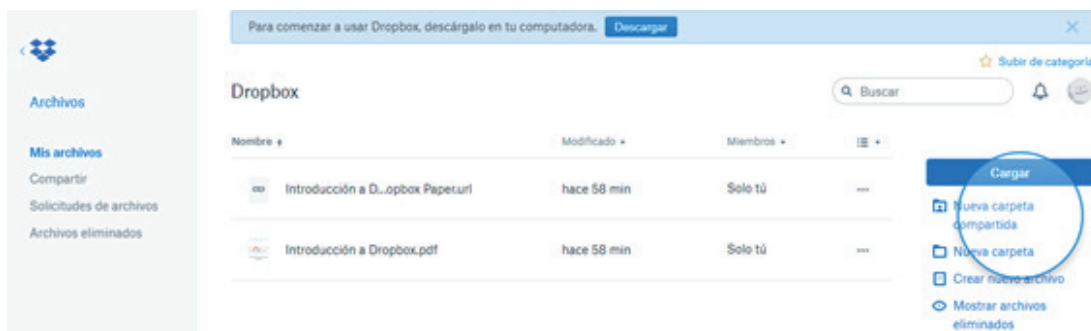 Para comenzar a usar Dropbox, descárgalo en tu computadora. Descargar
Subir de categoría
Archivos
Dropbox
Buscar
Nombre Modificado Miembros
Mis archivos
Compartir
Solicitudes de archivos
Archivos eliminados
Introducción a D...opbox Paper.url hace 58 min Solo tú
Introducción a Dropbox.pdf hace 58 min Solo tú
Cargar
Nueva carpeta
compartida
Nueva carpeta
Crear nuevo archivo
Mostrar archivos
eliminados